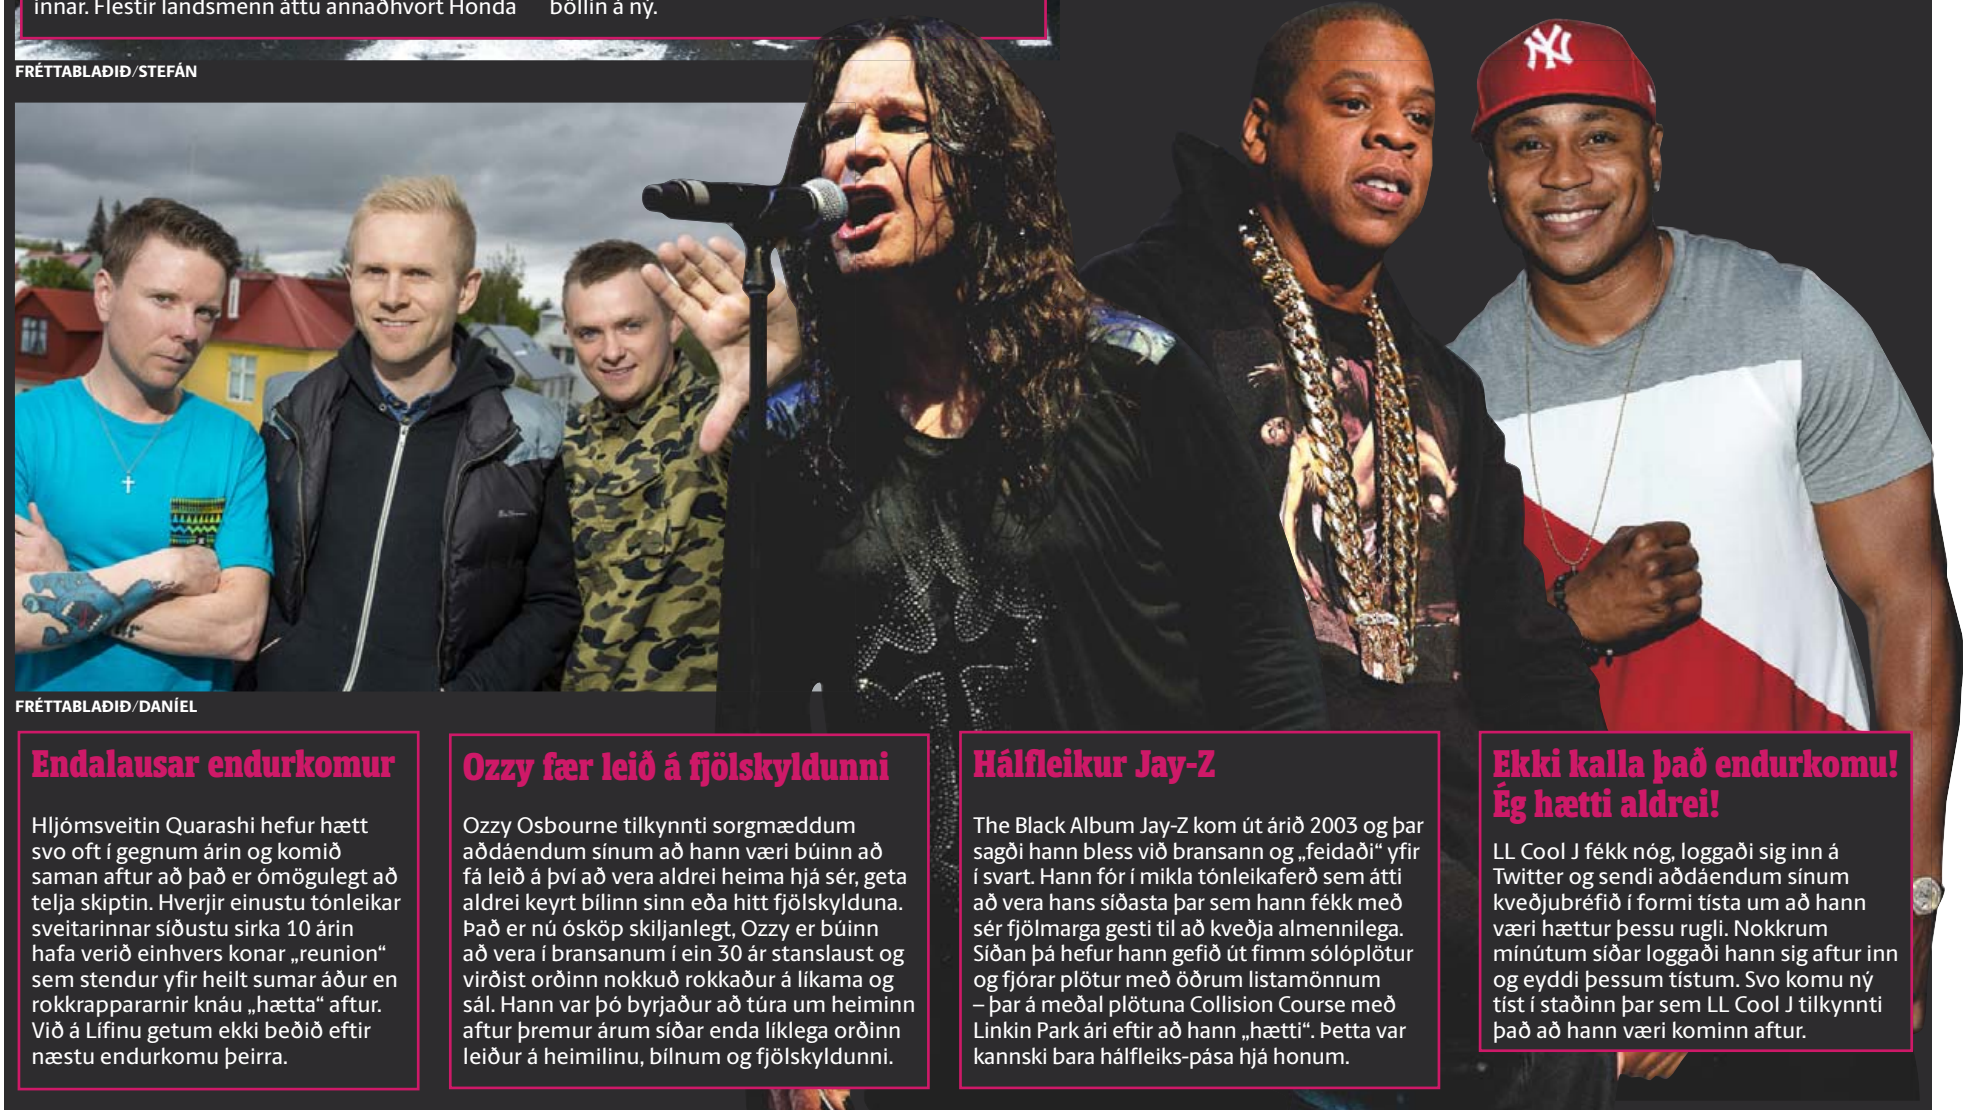 innar. Flestir landsmenn áttu annaðhvort Honda
böllin á ný.
FRÉTTABLAÐIÐ/STEFÁN
NY
FRÉTTABLAÐIÐ/DANÍEL
Endalausar endurkomur
Hljómsveitin Quarashi hefur hætt
svo oft í gegnum árin og komið
saman aftur að það er ómögulegt að
telja skiptin. Hverjir einustu tónleikar
sveitarinnar síðustu sirka 10 árin
hafa verið einhvers konar „reunion“
sem stendur yfir heilt sumar áður en
rokkrappararnir knáu „hætta“ aftur.
Við á Lífinu getum ekki beðið eftir
næstu endurkomu þeirra.
Ozzy fær leið á fjölskyldunni
Ozzy Osbourne tilkynnti sorgmæddum
aðdáendum sínum að hann væri búinn að
fá leið á því að vera aldrei heima hjá sér, geta
aldrei keyrt bílinn sinn eða hitt fjölskylduna.
Það er nú ósköp skiljanlegt, Ozzy er búinn
að vera í bransanum í ein 30 ár stanslaust og
virðist orðinn nokkuð rokkaður á líkama og
sál. Hann var þó byrjaður að túra um heiminn
aftur þremur árum síðar enda líklega orðinn
leiður á heimilinu, bílnum og fjölskyldunni.
Hálfleikur Jay-Z
The Black Album Jay-Z kom út árið 2003 og þar
sagði hann bless við bransann og „feidaði“ yfir
í svart. Hann fór í mikla tónleikaferð sem átti
að vera hans síðasta þar sem hann fékk með
sér fjölmarga gesti til að kveðja almennilega.
Síðan þá hefur hann gefið út fimm sólóplötur
og fjórar plötur með öðrum listamönnum
– þar á meðal plötuna Collision Course með
Linkin Park ári eftir að hann „hætti“. Þetta var
kannski bara hálfleiks-pása hjá honum.
Ekki kalla það endurkomu!
Ég hætti aldrei!
LL Cool J fékk nóg, loggaði sig inn á
Twitter og sendi aðdáendum sínum
kveðjubréfið í formi tísta um að hann
væri hættur þessu rugli. Nokkrum
mínútum síðar loggaði hann sig aftur inn
og eyddi þessum tístum. Svo komu ný
tíst í staðinn þar sem LL Cool J tilkynnti
það að hann væri kominn aftur.